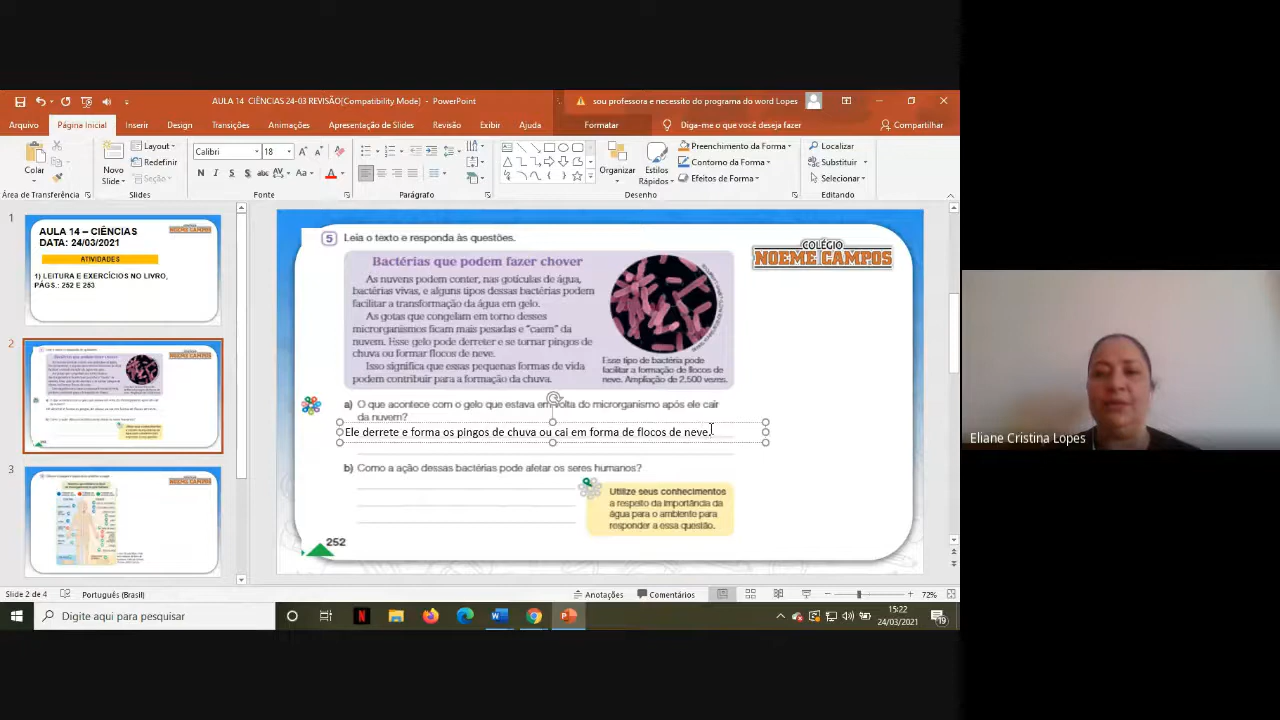 AULA 14 CIÊNCIAS 24-03 REVISÃO[Compatibility Mode] - PowerPoint
sou professora e necessito do programa do word Lopes
Arquivo Página Inicial Inserir Design Transições Animações Apresentação de Slides Revisão Exibir Ajuda Formatar Diga-me o que você deseja fazer Compartilhar
Colar
Novo Slide
Layout
Redefinir
Seção
Calibri 18
N I S S abc AV Aa A
Organizar
Estilos Rápidos
Preenchimento da Forma
Contorno da Forma
Efeitos de Forma
Localizar
Substituir
Selecionar
Área de Transferência Slides Fonte Parágrafo Desenho Editando
1
AULA 14 – CIÊNCIAS
DATA: 24/03/2021
NOEME CAMPOS
ATIVIDADES
1) LEITURA E EXERCÍCIOS NO LIVRO,
PÁGS.: 252 E 253
2
NOEME CAMPOS
3
NOEME CAMPOS
5 Leia o texto e responda às questões.
COLÉGIO
NOEME CAMPOS
Bactérias que podem fazer chover
As nuvens podem conter, nas gotículas de água,
bactérias vivas, e alguns tipos dessas bactérias podem
facilitar a transformação da água em gelo.
As gotas que congelam em torno desses
microrganismos ficam mais pesadas e “caem” da
nuvem. Esse gelo pode derreter e se tornar pingos de
chuva ou formar flocos de neve.
Isso significa que essas pequenas formas de vida
podem contribuir para a formação da chuva.
Esse tipo de bactéria pode
facilitar a formação de flocos de
neve. Ampliação de 2.500 vezes.
a) O que acontece com o gelo que estava em volta do microrganismo após ele cair
da nuvem?
Ele derrete e forma os pingos de chuva ou cai em forma de flocos de neve.
b) Como a ação dessas bactérias pode afetar os seres humanos?
Utilize seus conhecimentos
a respeito da importância da
água para o ambiente para
responder a essa questão.
252
Slide 2 de 4 Português (Brasil) Anotações Comentários 72%
Digite aqui para pesquisar
15:22
24/03/2021
19
Eliane Cristina Lopes